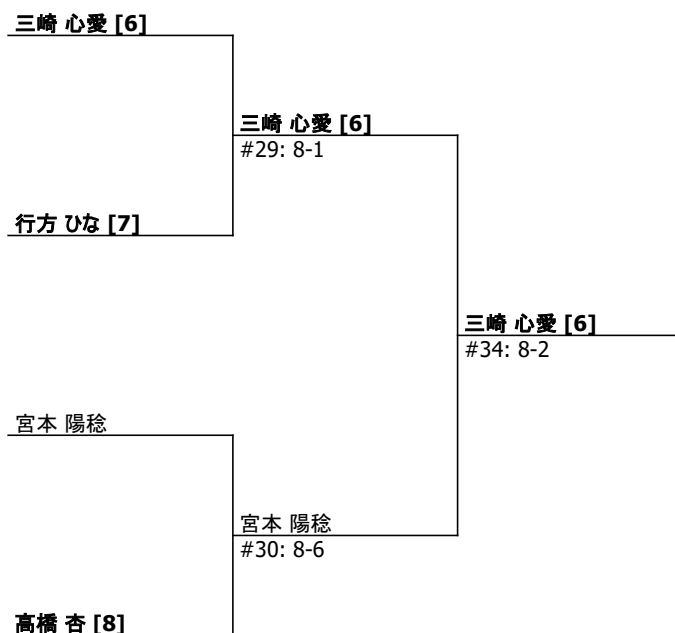 三崎 心愛 [6]
三崎 心愛 [6]
#29: 8-1
行方 ひな [7]
三崎 心愛 [6]
#34: 8-2
宮本 陽稔
宮本 陽稔
#30: 8-6
高橋 杏 [8]